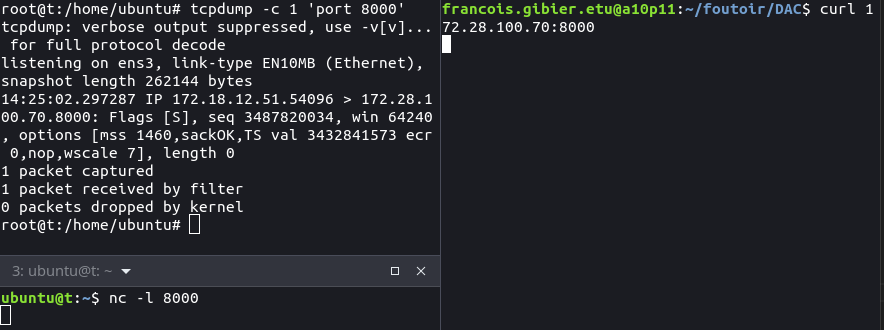 root@t:/home/ubuntu# tcpdump -c 1 'port 8000'
tcpdump: verbose output suppressed, use -v[v]...
 for full protocol decode
listening on ens3, link-type EN10MB (Ethernet),
snapshot length 262144 bytes
14:25:02.297287 IP 172.18.12.51.54096 > 172.28.1
00.70.8000: Flags [S], seq 3487820034, win 64240
, options [mss 1460,sackOK,TS val 3432841573 ecr
 0,nop,wscale 7], length 0
1 packet captured
1 packet received by filter
0 packets dropped by kernel
root@t:/home/ubuntu#
3: ubuntu@t: ~
ubuntu@t:~$ nc -l 8000
francois.gibier.etu@a10p11:~/foutoir/DAC$ curl 1
72.28.100.70:8000